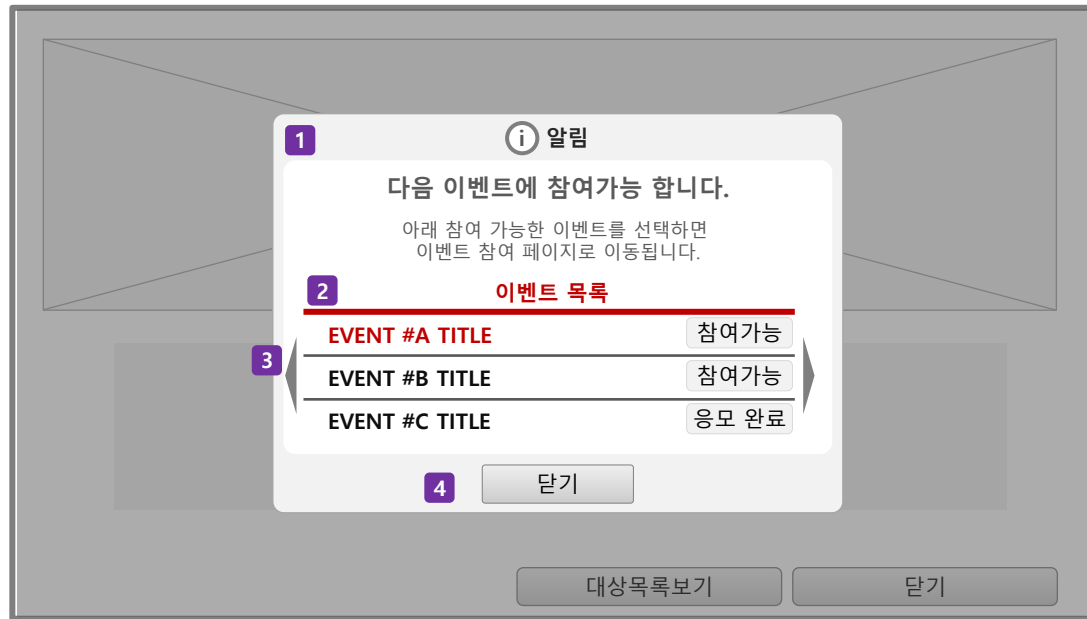 1
i 알림
다음 이벤트에 참여가능 합니다.
아래 참여 가능한 이벤트를 선택하면
이벤트 참여 페이지로 이동됩니다.
2
이벤트 목록
EVENT #A TITLE 참여가능
3
EVENT #B TITLE 참여가능
EVENT #C TITLE 응모 완료
4
닫기
대상목록보기 닫기